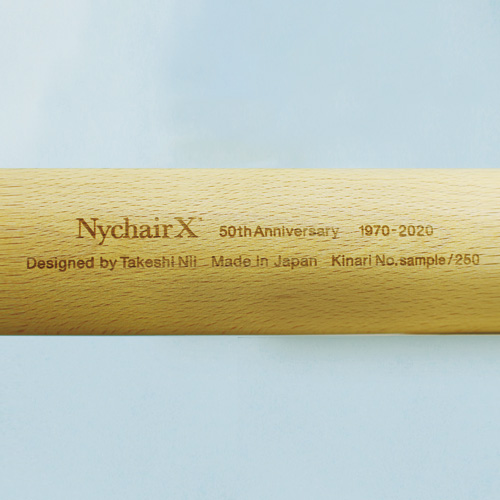 Nychair X® 50th Anniversary 1970-2020
Designed by Takeshi Nii Made in Japan Kinari No.sample/250